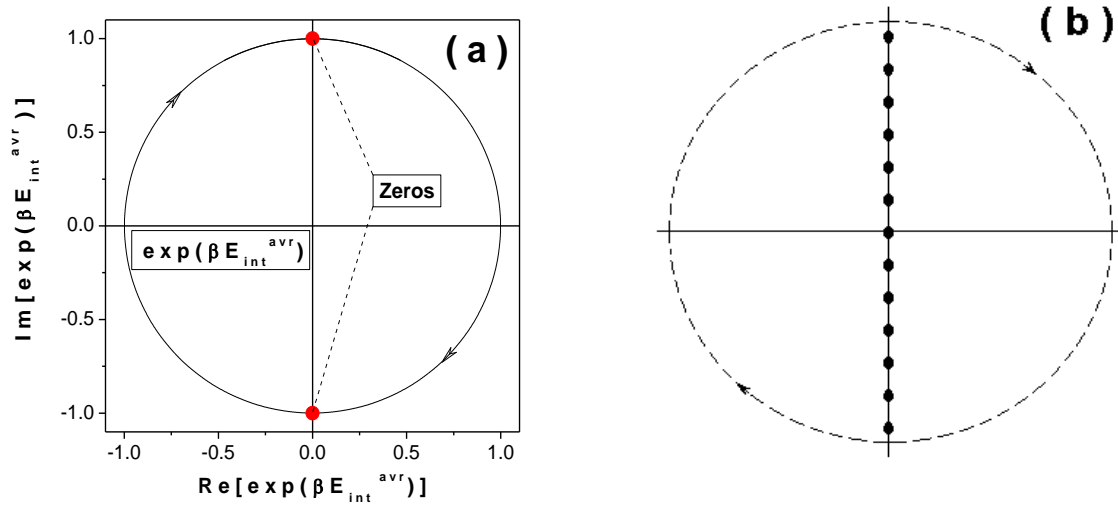 ( a )
( b )
1.0
0.5
0.0
-0.5
-1.0
Im[exp(βE_int^avr)]
Zeros
exp(βE_int^avr)
-1.0 -0.5 0.0 0.5 1.0
Re[exp(βE_int^avr)]